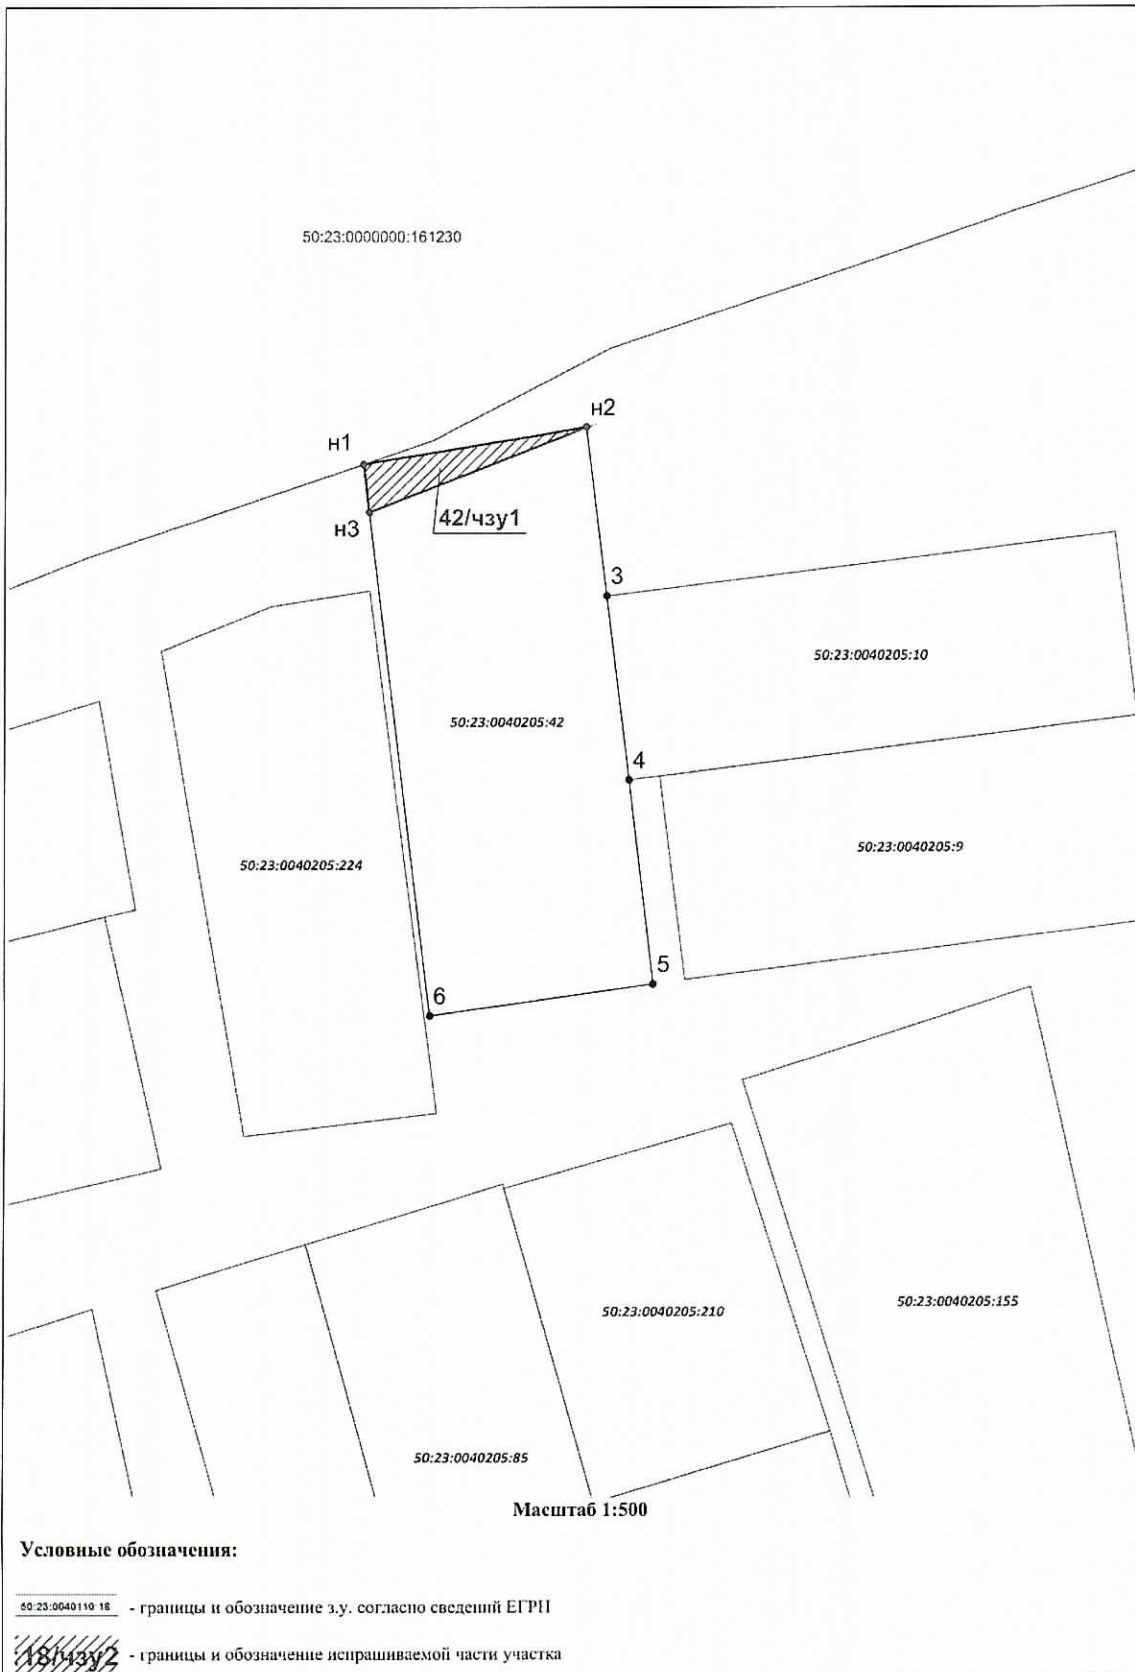 50:23:0000000:161230
н2
н1
н3
42/чзу1
3
50:23:0040205:10
50:23:0040205:42
4
50:23:0040205:9
50:23:0040205:224
5
6
50:23:0040205:155
50:23:0040205:210
50:23:0040205:85
Масштаб 1:500
Условные обозначения:
50:23:0040110:18 - границы и обозначение з.у. согласно сведений ЕГРН
:18/чзу2 - границы и обозначение испрашиваемой части участка